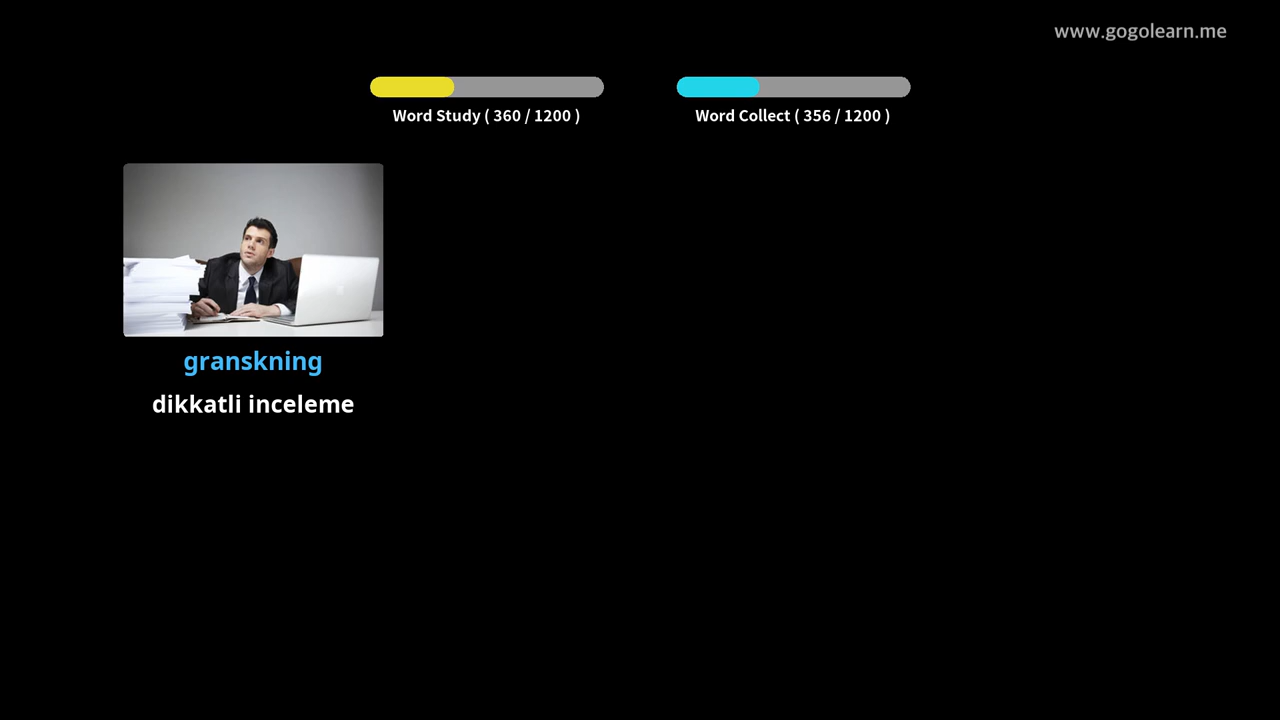 www.gogolearn.me
Word Study ( 360 / 1200 )
Word Collect ( 356 / 1200 )
granskning
dikkatli inceleme